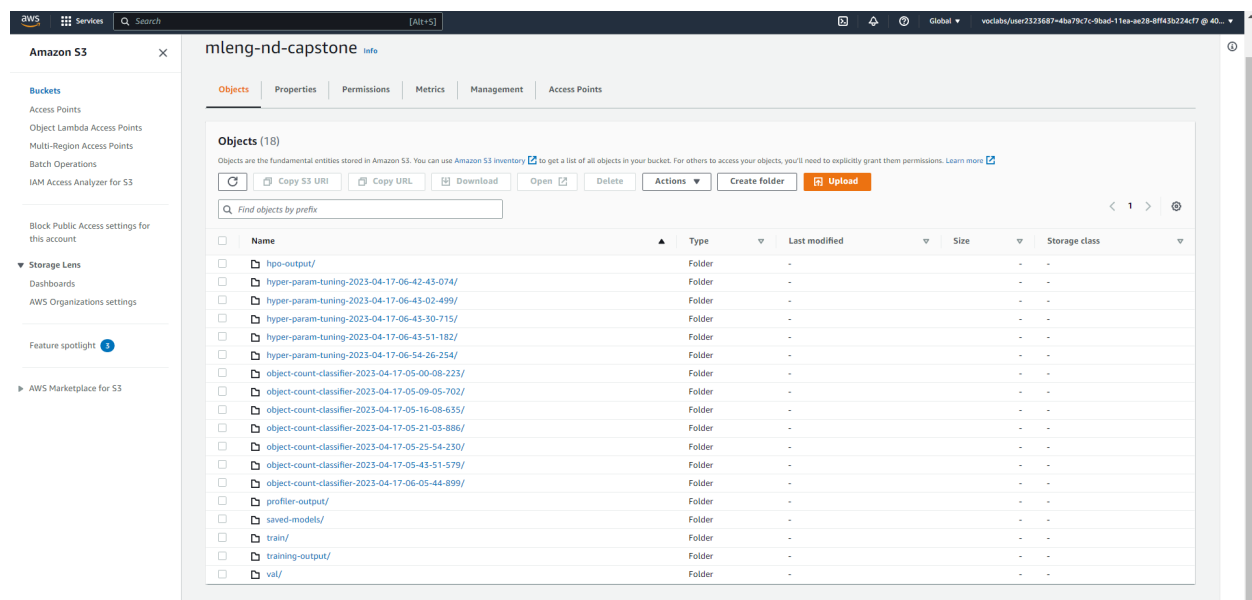 aws Services Search [Alt+S] Global voclabs/user2323687=4ba79c7c-9bad-11ea-ae28-8ff43b224cf7 @ 40...
Amazon S3
Buckets
Access Points
Object Lambda Access Points
Multi-Region Access Points
Batch Operations
IAM Access Analyzer for S3
Block Public Access settings for
this account
Storage Lens
Dashboards
AWS Organizations settings
Feature spotlight 3
AWS Marketplace for S3
mleng-nd-capstone Info
Objects Properties Permissions Metrics Management Access Points
Objects (18)
Objects are the fundamental entities stored in Amazon S3. You can use Amazon S3 inventory to get a list of all objects in your bucket. For others to access your objects, you'll need to explicitly grant them permissions. Learn more
Copy S3 URI Copy URL Download Open Delete Actions Create folder Upload
Find objects by prefix 1
Name Type Last modified Size Storage class
hpo-output/ Folder - - -
hyper-param-tuning-2023-04-17-06-42-43-074/ Folder - - -
hyper-param-tuning-2023-04-17-06-43-02-499/ Folder - - -
hyper-param-tuning-2023-04-17-06-43-30-715/ Folder - - -
hyper-param-tuning-2023-04-17-06-43-51-182/ Folder - - -
hyper-param-tuning-2023-04-17-06-54-26-254/ Folder - - -
object-count-classifier-2023-04-17-05-00-08-223/ Folder - - -
object-count-classifier-2023-04-17-05-09-05-702/ Folder - - -
object-count-classifier-2023-04-17-05-16-08-635/ Folder - - -
object-count-classifier-2023-04-17-05-21-03-886/ Folder - - -
object-count-classifier-2023-04-17-05-25-54-230/ Folder - - -
object-count-classifier-2023-04-17-05-43-51-579/ Folder - - -
object-count-classifier-2023-04-17-06-05-44-899/ Folder - - -
profiler-output/ Folder - - -
saved-models/ Folder - - -
train/ Folder - - -
training-output/ Folder - - -
val/ Folder - - -